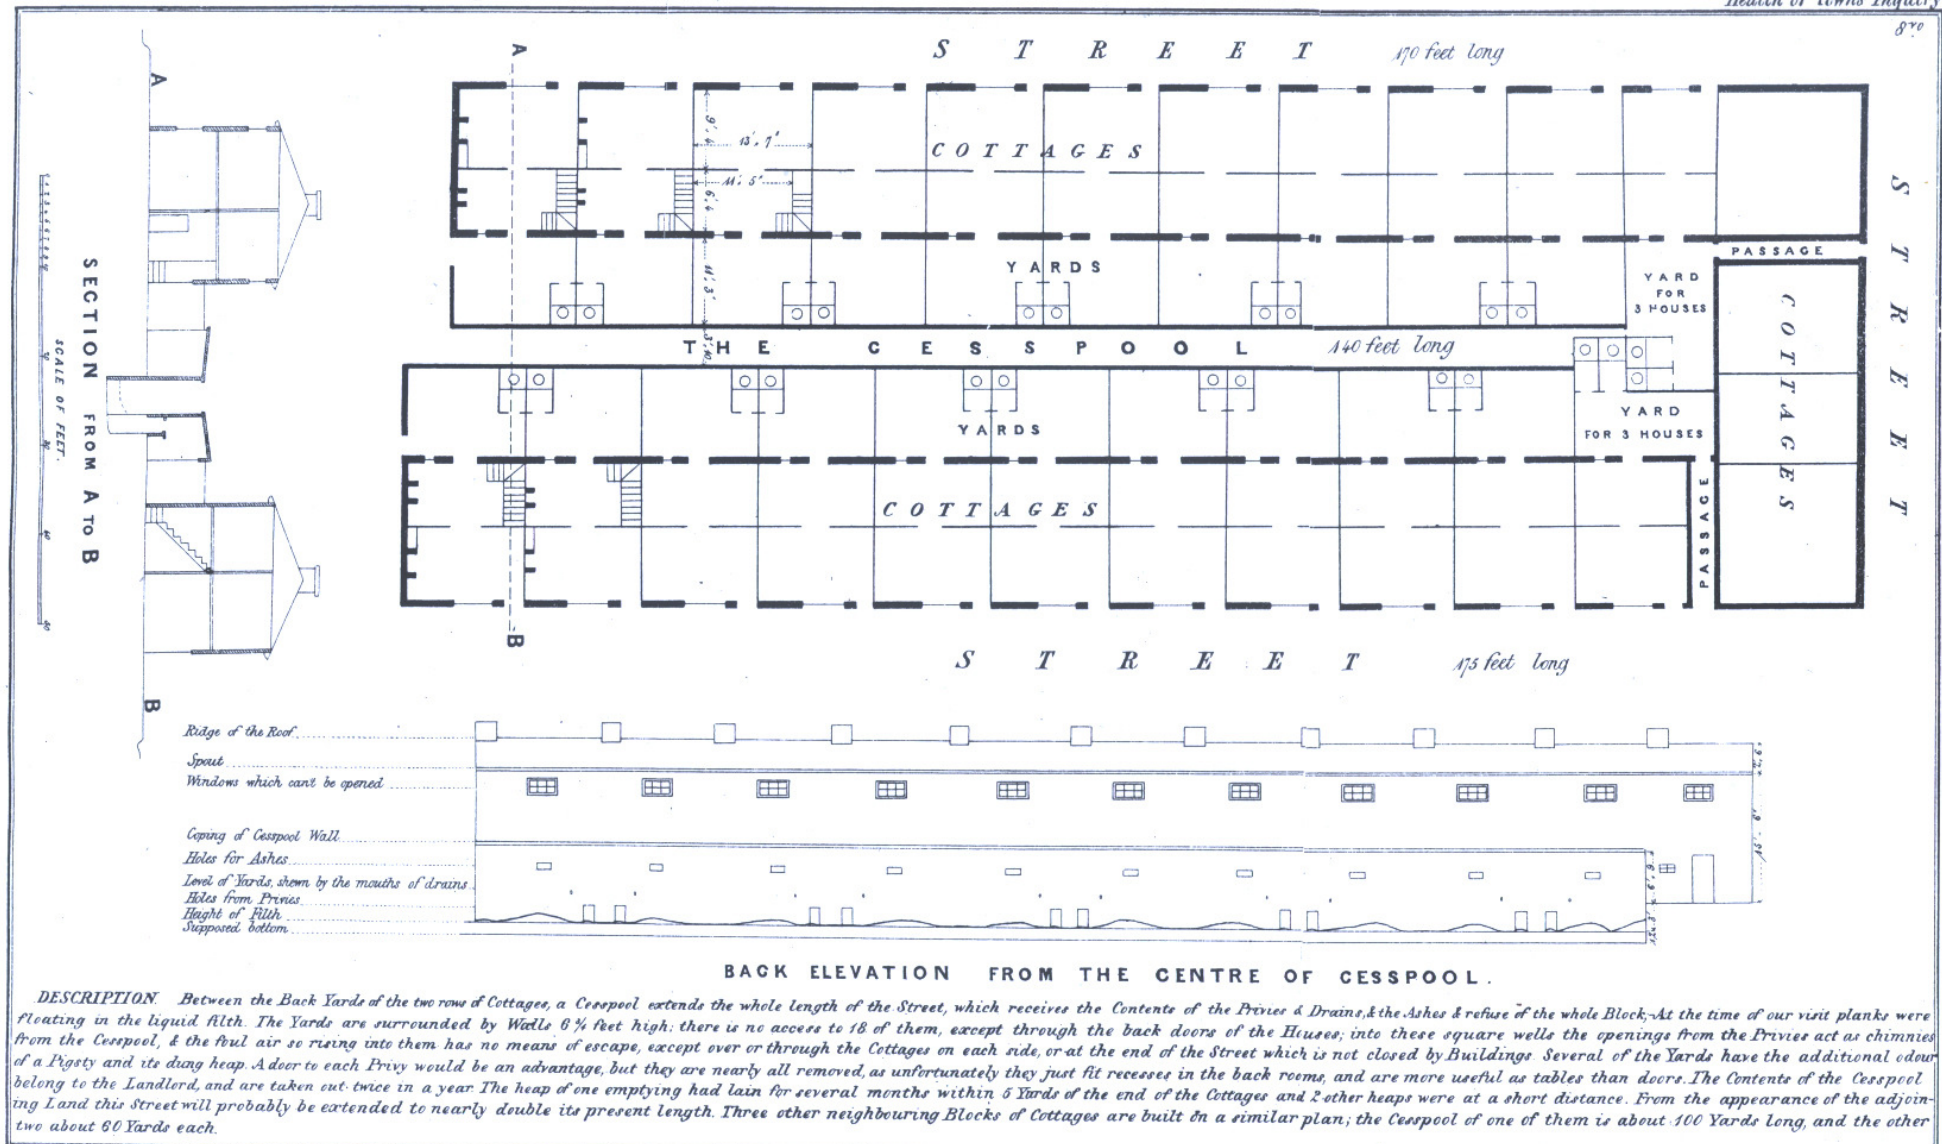 Health of Towns Inquiry
8vo
STREET 170 feet long
A
A
9'. 4
13'. 7"
COTTAGES
11'. 5"
6'. 4
STREET
PASSAGE
YARDS
11'. 3"
YARD
FOR
3 HOUSES
COTTAGES
THE CESSPOOL 140 feet long
SECTION FROM A TO B
SCALE OF FEET.
YARDS
YARD
FOR 3 HOUSES
COTTAGES
PASSAGE
B
B
STREET 175 feet long
Ridge of the Roof
Spout
Windows which can't be opened
Coping of Cesspool Wall
Holes for Ashes
Level of Yards, shewn by the mouths of drains
Holes from Privies
Height of Filth
Supposed bottom
15'. 6"
6'. 9
BACK ELEVATION FROM THE CENTRE OF CESSPOOL.
DESCRIPTION. Between the Back Yards of the two rows of Cottages, a Cesspool extends the whole length of the Street, which receives the Contents of the Privies & Drains, & the Ashes & refuse of the whole Block, At the time of our visit planks were
floating in the liquid filth. The Yards are surrounded by Walls 6¾ feet high; there is no access to 18 of them, except through the back doors of the Houses; into these square wells the openings from the Privies act as chimnies
from the Cesspool, & the foul air so rising into them has no means of escape, except over or through the Cottages on each side, or at the end of the Street which is not closed by Buildings. Several of the Yards have the additional odour
of a Pigsty and its dung heap. A door to each Privy would be an advantage, but they are nearly all removed, as unfortunately they just fit recesses in the back rooms, and are more useful as tables than doors. The Contents of the Cesspool
belong to the Landlord, and are taken out twice in a year. The heap of one emptying had lain for several months within 5 Yards of the end of the Cottages and 2 other heaps were at a short distance. From the appearance of the adjoin-
ing Land this Street will probably be extended to nearly double its present length. Three other neighbouring Blocks of Cottages are built on a similar plan; the Cesspool of one of them is about 100 Yards long, and the other
two about 60 Yards each.